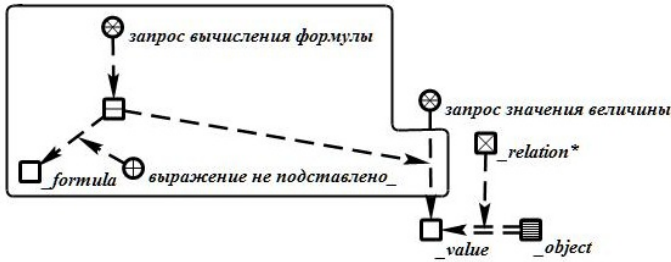 запрос вычисления формулы
запрос значения величины
_relation*
_formula
выражение не подставлено_
_value
_object